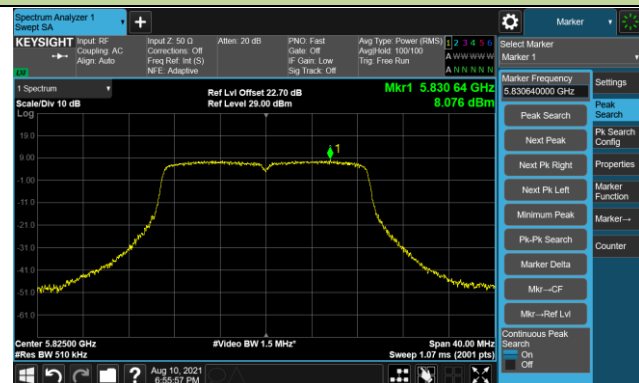 Spectrum Analyzer 1
Swept SA
+
Marker
KEYSIGHT
Input: RF
Coupling: AC
Align: Auto
Input Z: 50 Ω
Corrections: Off
Freq Ref: Int (S)
NFE: Adaptive
Atten: 20 dB
PNO: Fast
Gate: Off
IF Gain: Low
Sig Track: Off
Avg Type: Power (RMS)
Avg|Hold: 100/100
Trig: Free Run
1 2 3 4 5 6
A W W W W W
A N N N N N
Select Marker
Marker 1
Marker Frequency
5.830640000 GHz
Settings
Peak Search
Peak
Search
Next Peak
Pk Search
Config
Next Pk Right
Properties
Next Pk Left
Marker
Function
Minimum Peak
Marker→
Pk-Pk Search
Counter
Marker Delta
Mkr→CF
Mkr→Ref Lvl
Continuous Peak
Search
On
Off
1 Spectrum
Scale/Div 10 dB
Log
Ref Lvl Offset 22.70 dB
Ref Level 29.00 dBm
Mkr1 5.830 64 GHz
8.076 dBm
1
19.0
9.00
-1.00
-11.0
-21.0
-31.0
-41.0
-51.0
-61.0
Center 5.82500 GHz
#Res BW 510 kHz
#Video BW 1.5 MHz*
Span 40.00 MHz
Sweep 1.07 ms (2001 pts)
?
Aug 10, 2021
6:55:57 PM